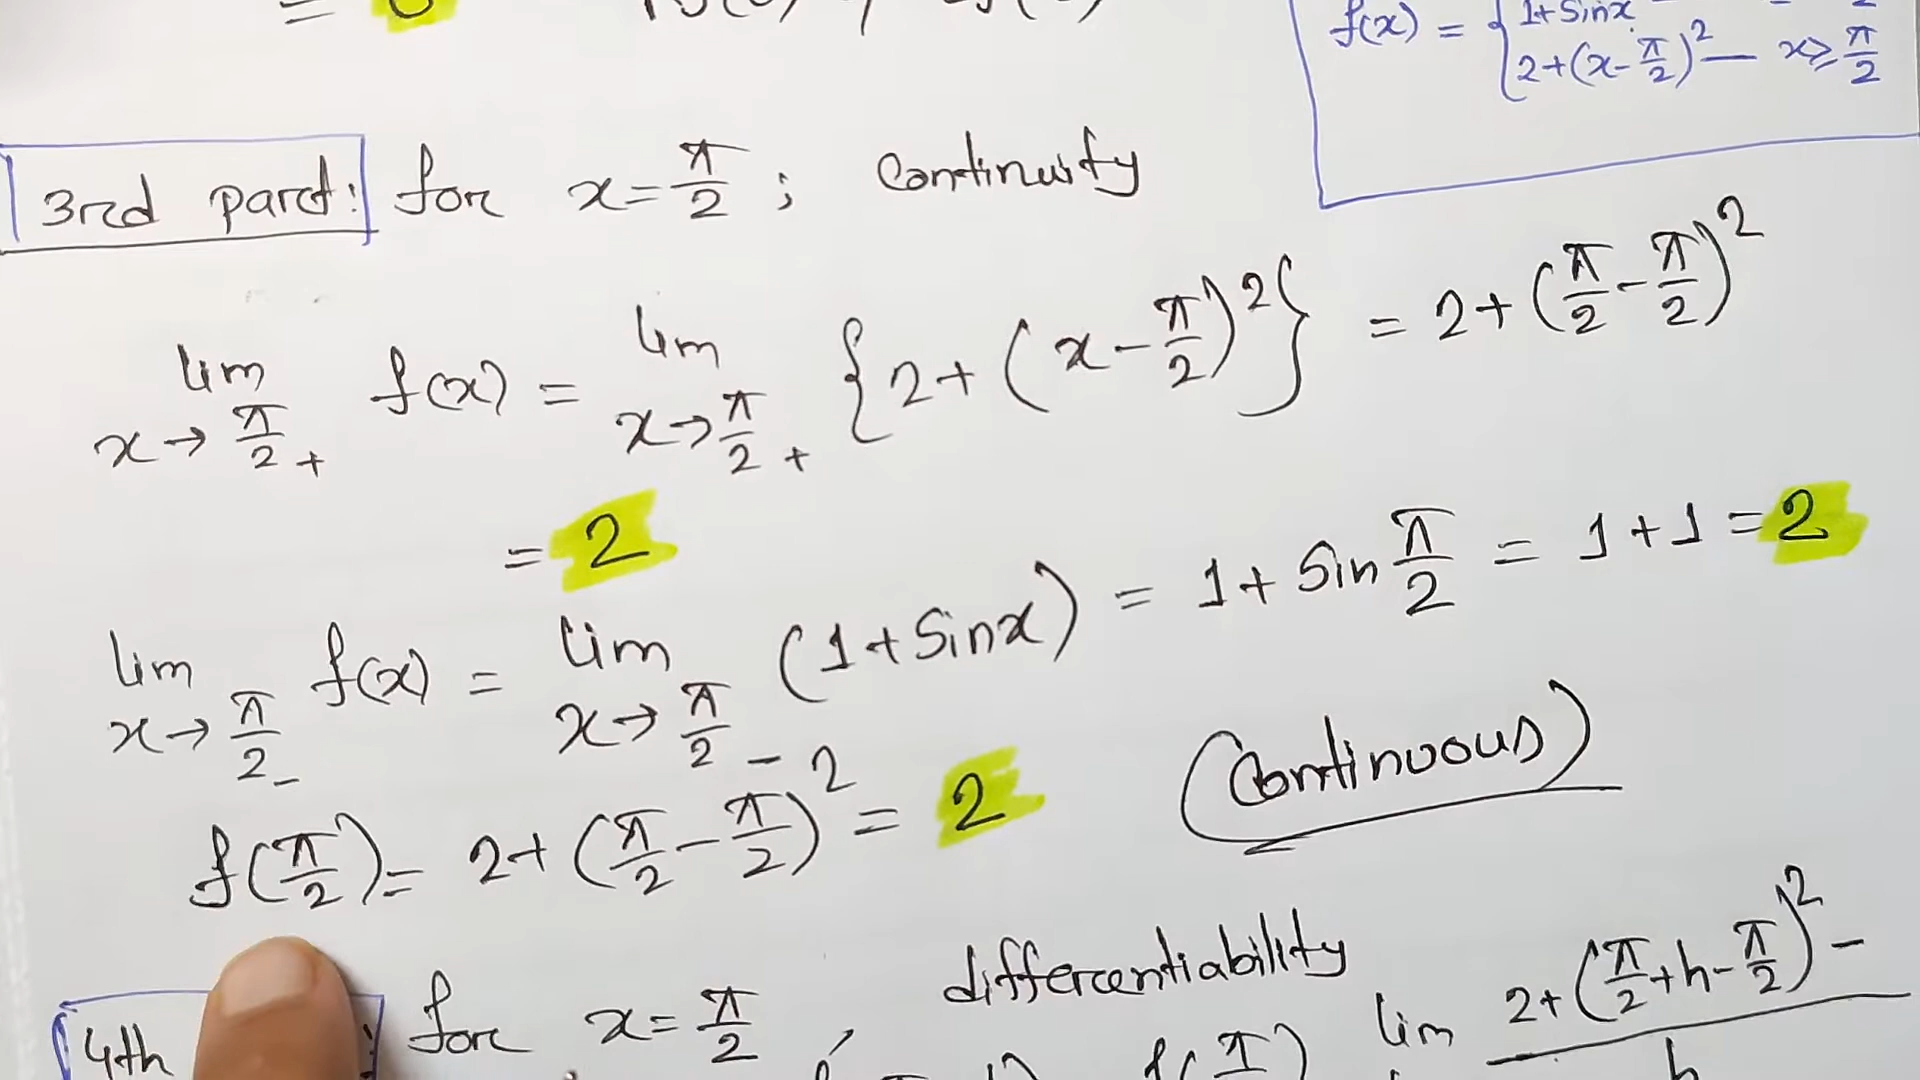 f(x) = { 1+Sinx
2+(x-π/2)² — x≥π/2
3rd part: for x=π/2 ; Continuity
lim x→π/2+ f(x) = lim x→π/2+ {2+(x-π/2)²} = 2+(π/2-π/2)²
= 2
lim x→π/2- f(x) = lim x→π/2- (1+Sinx) = 1+Sin π/2 = 1+1 = 2
f(π/2) = 2+(π/2-π/2)² = 2 (Continuous)
4th for x=π/2 , differentiability
lim 2+(π/2+h-π/2)² -
h